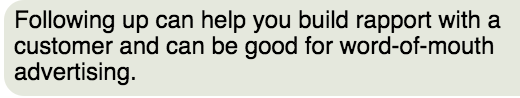 Following up can help you build rapport with a
customer and can be good for word-of-mouth
advertising.